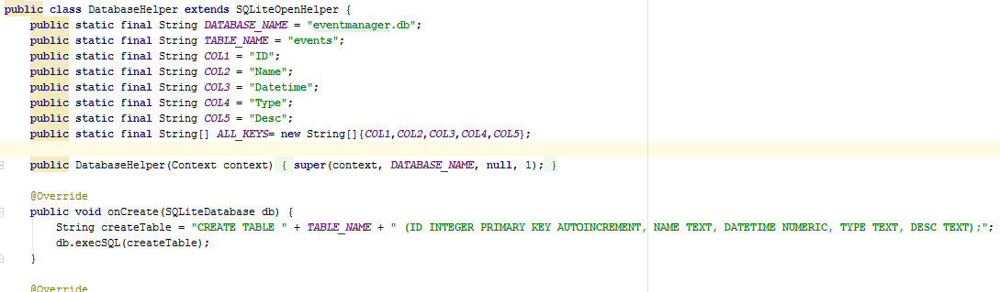 public class DatabaseHelper extends SQLiteOpenHelper {
public static final String DATABASE_NAME = "eventmanager.db";
public static final String TABLE_NAME = "events";
public static final String COL1 = "ID";
public static final String COL2 = "Name";
public static final String COL3 = "Datetime";
public static final String COL4 = "Type";
public static final String COL5 = "Desc";
public static final String[] ALL_KEYS= new String[]{COL1,COL2,COL3,COL4,COL5};
public DatabaseHelper(Context context) { super(context, DATABASE_NAME, null, 1); }
@Override
public void onCreate(SQLiteDatabase db) {
String createTable = "CREATE TABLE " + TABLE_NAME + " (ID INTEGER PRIMARY KEY AUTOINCREMENT, NAME TEXT, DATETIME NUMERIC, TYPE TEXT, DESC TEXT);";
db.execSQL(createTable);
}
@Override